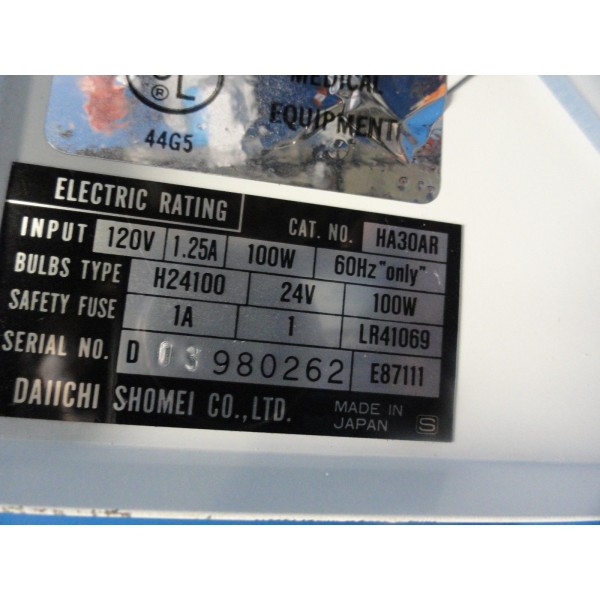 UL
®
44G5
MEDICAL
EQUIPMENT
ELECTRIC RATING
CAT. NO. HA30AR
INPUT 120V 1.25A 100W 60Hz"only"
BULBS TYPE H24100 24V 100W
SAFETY FUSE 1A 1 LR41069
SERIAL NO. D 03 980262 E87111
DAIICHI SHOMEI CO.,LTD. MADE IN
JAPAN S